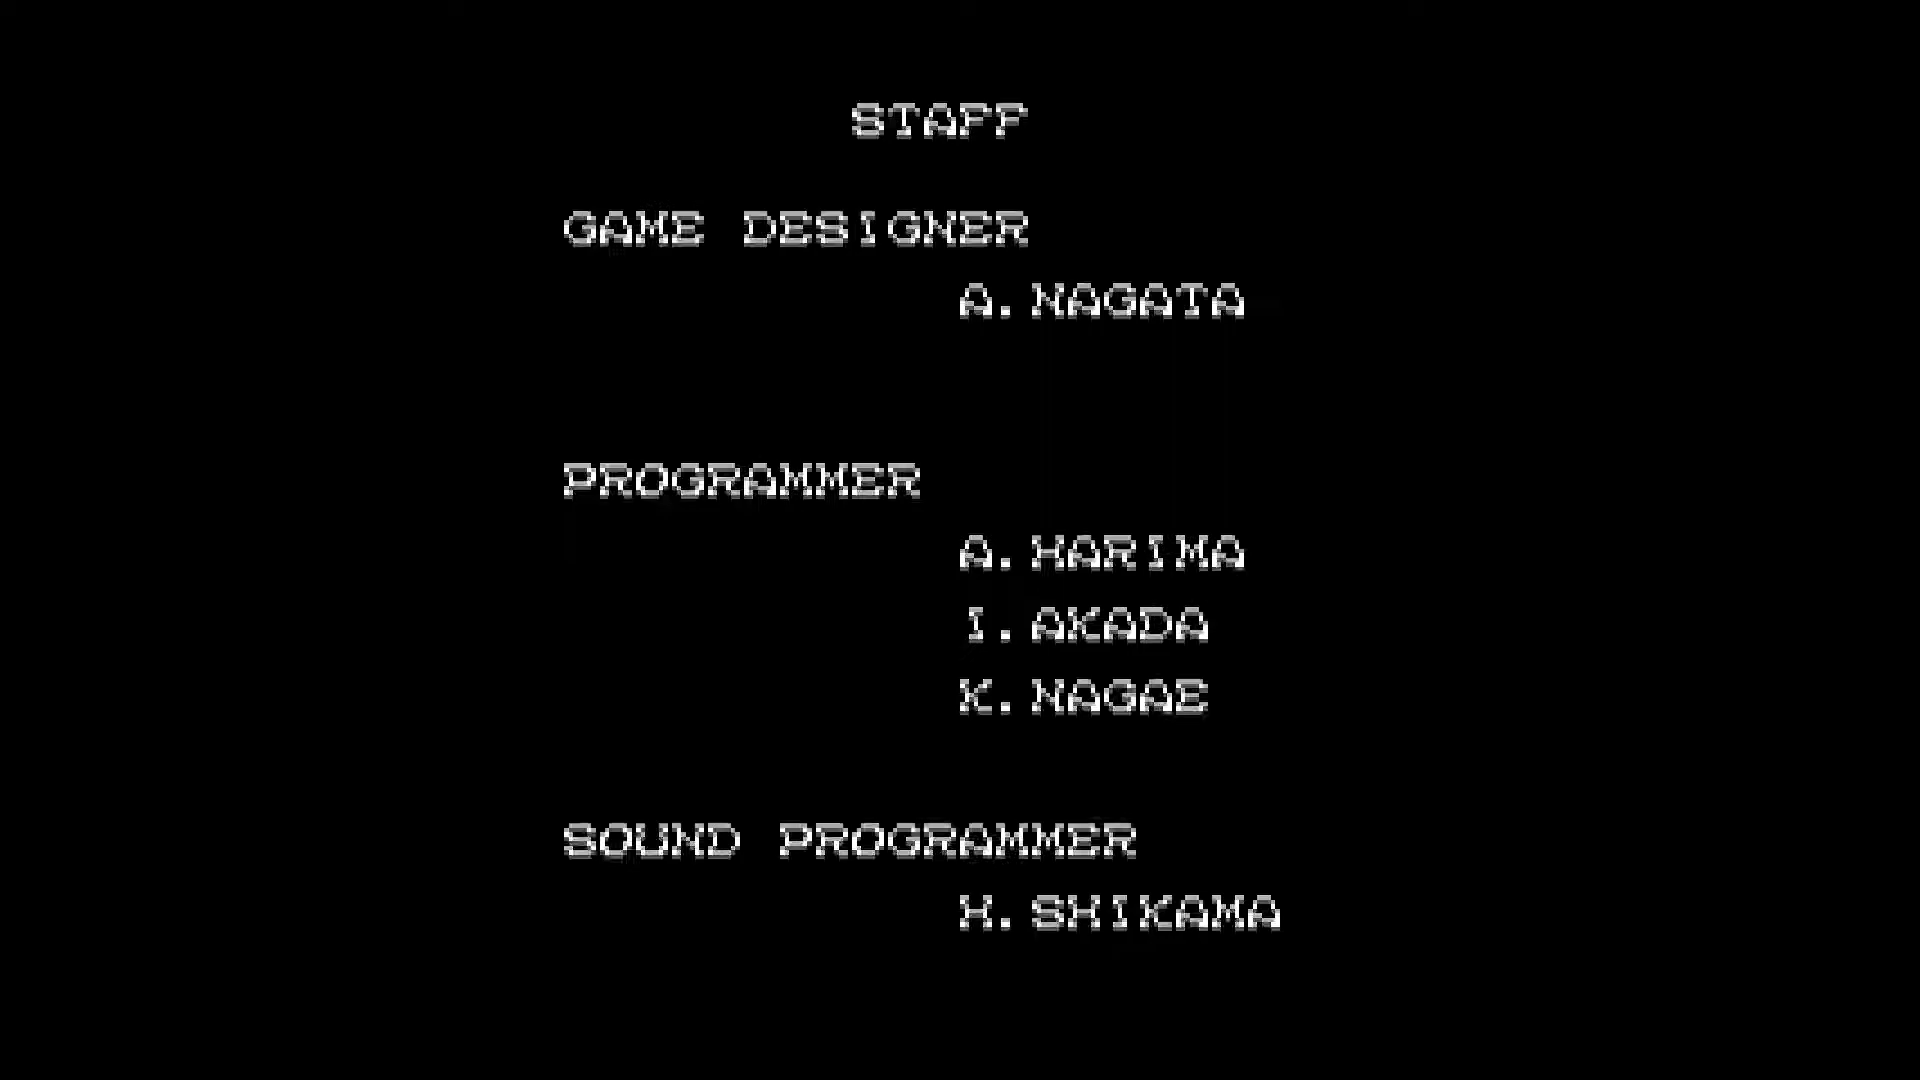 STAFF
GAME DESIGNER
A.NAGATA
PROGRAMMER
A.HARIMA
I.AKADA
K.NAGAE
SOUND PROGRAMMER
H.SHIKAMA